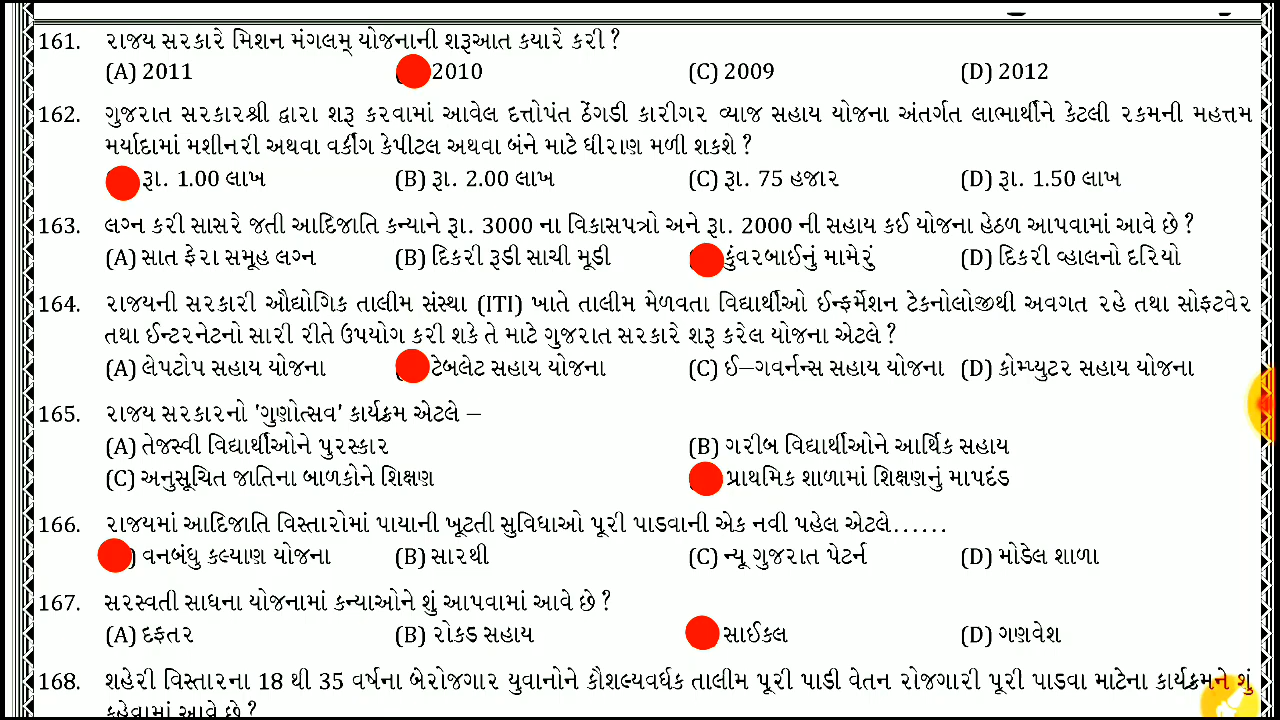 161. રાજય સરકારે મિશન મંગલમ્ યોજનાની શરૂઆત કયારે કરી ?
(A) 2011 2010 (C) 2009 (D) 2012
162. ગુજરાત સરકારશ્રી દ્વારા શરૂ કરવામાં આવેલ દત્તોપંત ઠેંગડી કારીગર વ્યાજ સહાય યોજના અંતર્ગત લાભાર્થીને કેટલી રકમની મહત્તમ
મર્યાદામાં મશીનરી અથવા વર્કીંગ કેપીટલ અથવા બંને માટે ધીરાણ મળી શકશે ?
રૂા. 1.00 લાખ (B) રૂા. 2.00 લાખ (C) રૂા. 75 હજાર (D) રૂા. 1.50 લાખ
163. લગ્ન કરી સાસરે જતી આદિજાતિ કન્યાને રૂા. 3000 ના વિકાસપત્રો અને રૂા. 2000 ની સહાય કઈ યોજના હેઠળ આપવામાં આવે છે ?
(A) સાત ફેરા સમૂહ લગ્ન (B) દિકરી રૂડી સાચી મૂડી કુંવરબાઈનું મામેરું (D) દિકરી વ્હાલનો દરિયો
164. રાજયની સરકારી ઔદ્યોગિક તાલીમ સંસ્થા (ITI) ખાતે તાલીમ મેળવતા વિદ્યાર્થીઓ ઈન્ફર્મેશન ટેકનોલોજીથી અવગત રહે તથા સોફટવેર
તથા ઈન્ટરનેટનો સારી રીતે ઉપયોગ કરી શકે તે માટે ગુજરાત સરકારે શરૂ કરેલ યોજના એટલે ?
(A) લેપટોપ સહાય યોજના ટેબલેટ સહાય યોજના (C) ઈ–ગવર્નન્સ સહાય યોજના (D) કોમ્પ્યુટર સહાય યોજના
165. રાજય સરકારનો 'ગુણોત્સવ' કાર્યક્રમ એટલે –
(A) તેજસ્વી વિદ્યાર્થીઓને પુરસ્કાર (B) ગરીબ વિદ્યાર્થીઓને આર્થિક સહાય
(C) અનુસૂચિત જાતિના બાળકોને શિક્ષણ પ્રાથમિક શાળામાં શિક્ષણનું માપદંડ
166. રાજયમાં આદિજાતિ વિસ્તારોમાં પાયાની ખૂટતી સુવિધાઓ પૂરી પાડવાની એક નવી પહેલ એટલે......
) વનબંધુ કલ્યાણ યોજના (B) સારથી (C) ન્યૂ ગુજરાત પેટર્ન (D) મોડેલ શાળા
167. સરસ્વતી સાધના યોજનામાં કન્યાઓને શું આપવામાં આવે છે ?
(A) દફતર (B) રોકડ સહાય સાઈકલ (D) ગણવેશ
168. શહેરી વિસ્તારના 18 થી 35 વર્ષના બેરોજગાર યુવાનોને કૌશલ્યવર્ધક તાલીમ પૂરી પાડી વેતન રોજગારી પૂરી પાડવા માટેના કાર્યક્રમને શું
કહેવામાં આવે છે ?